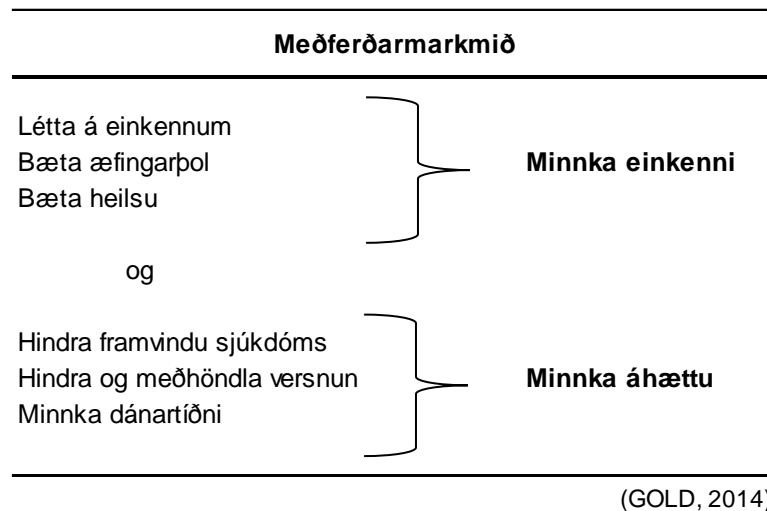 Meðferðarmarkmið
Létta á einkennum
Bæta æfingarþol
Bæta heilsu
Minnka einkenni
og
Hindra framvindu sjúkdóms
Hindra og meðhöndla versnun
Minnka dánartíðni
Minnka áhættu
(GOLD, 2014)